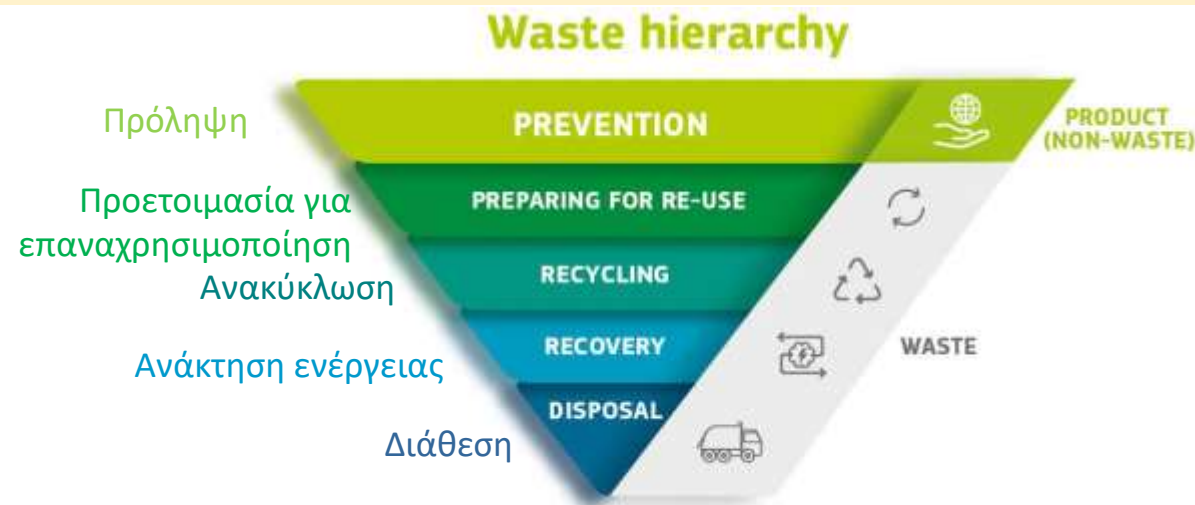 Waste hierarchy
Πρόληψη
PREVENTION
PRODUCT
(NON-WASTE)
Προετοιμασία για
επαναχρησιμοποίηση
PREPARING FOR RE-USE
Ανακύκλωση
RECYCLING
Ανάκτηση ενέργειας
RECOVERY
WASTE
Διάθεση
DISPOSAL